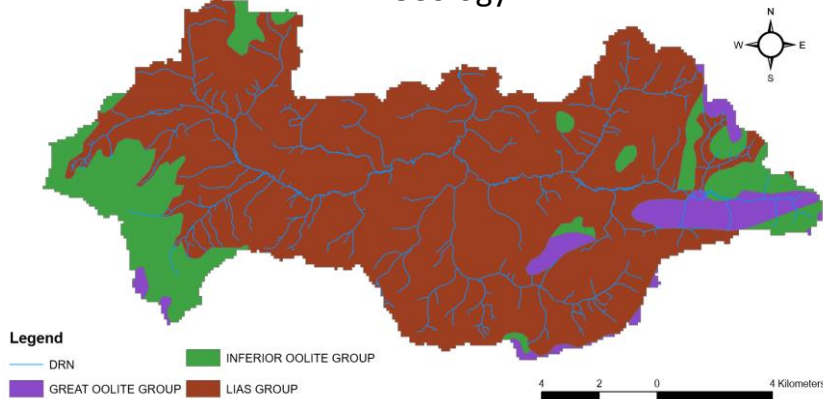 N
W E
S
Legend
DRN
INFERIOR OOLITE GROUP
GREAT OOLITE GROUP
LIAS GROUP
4 2 0 4 Kilometers